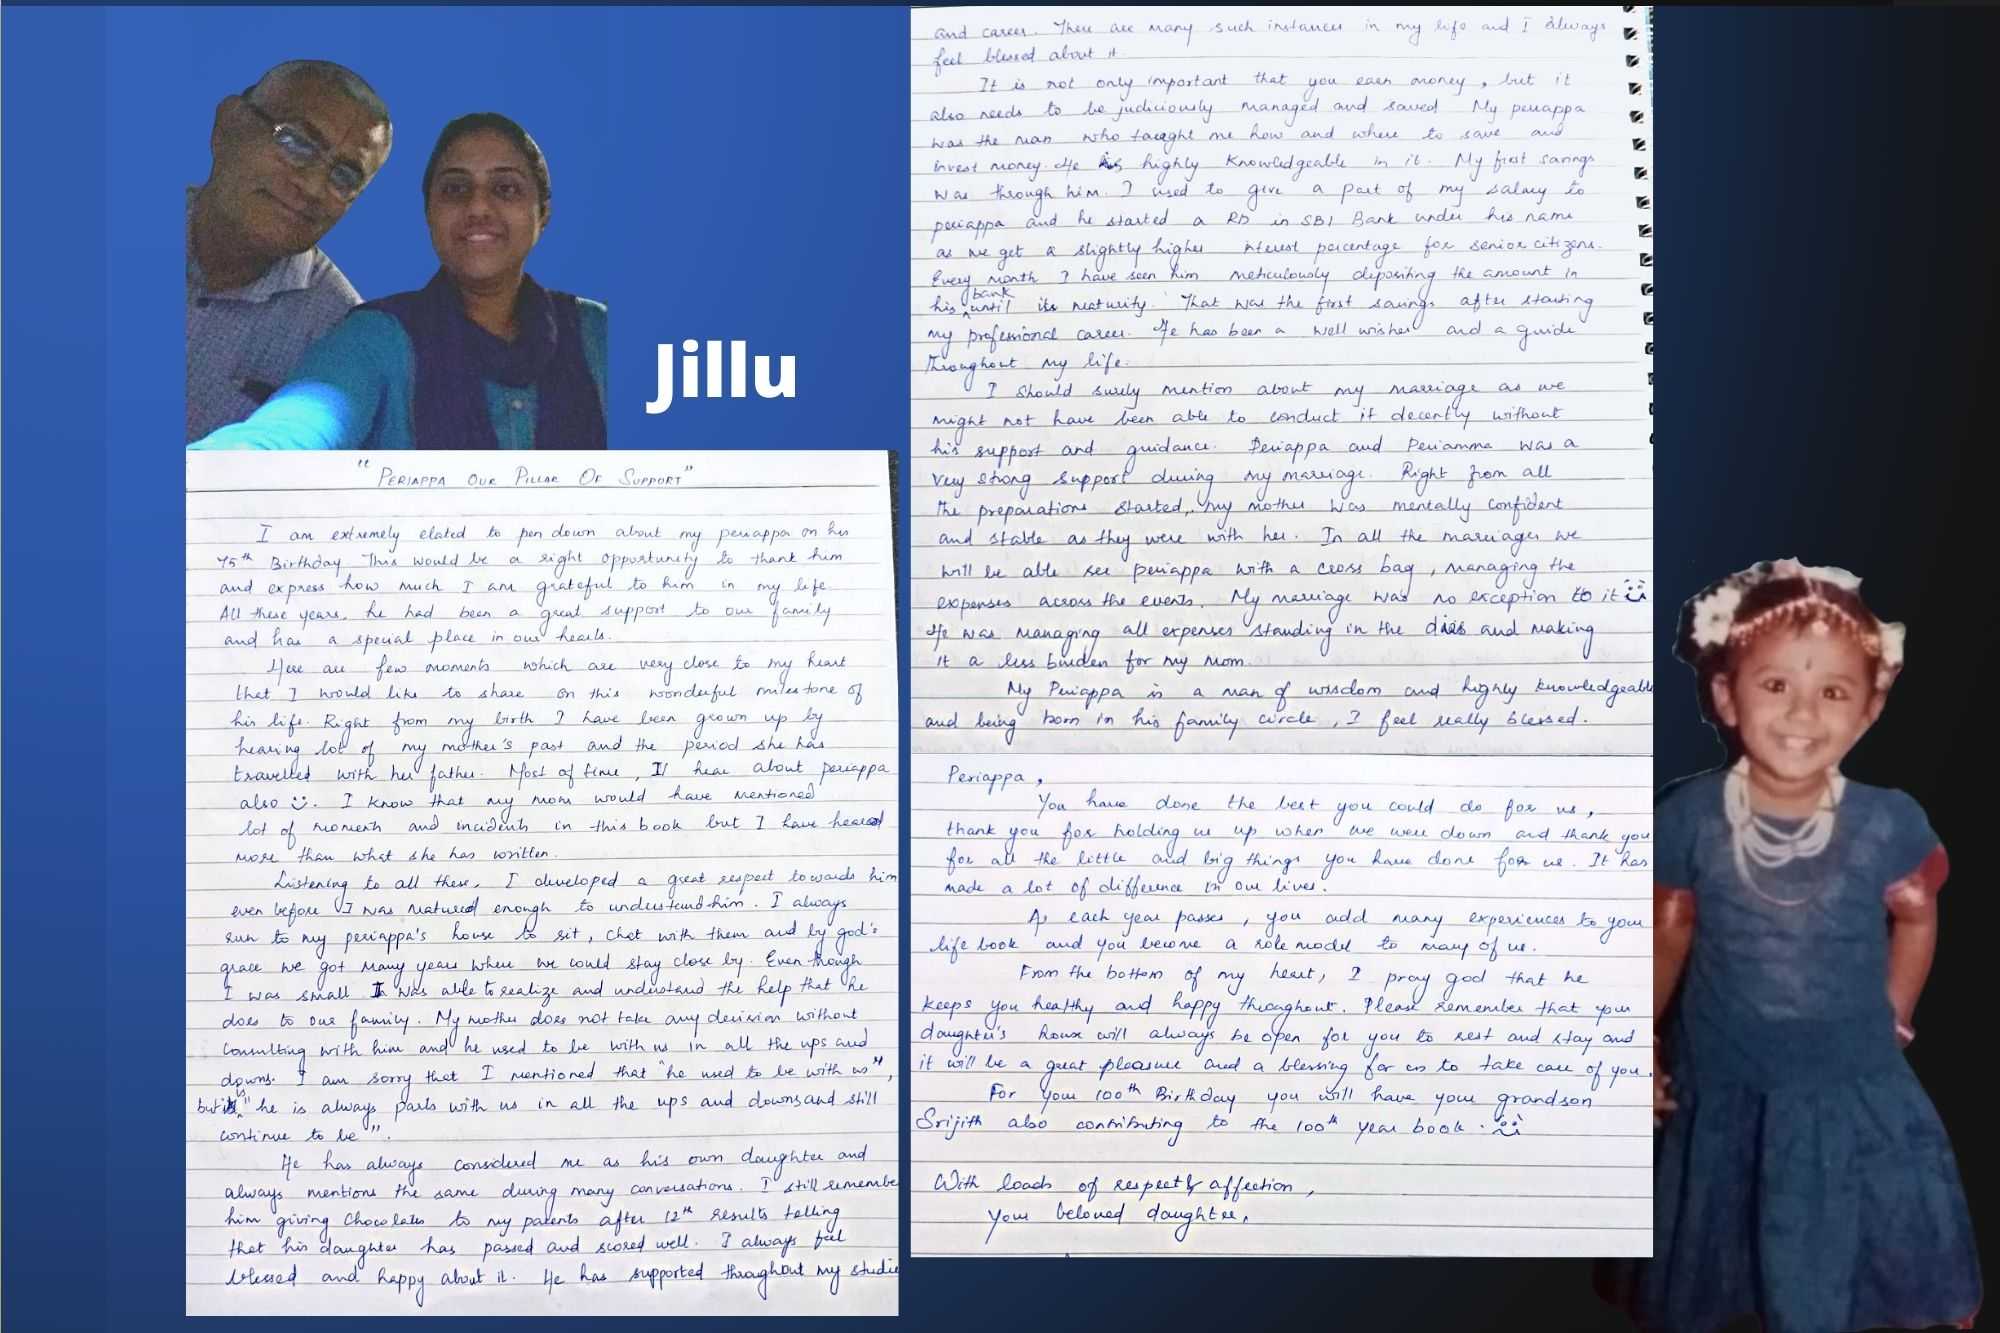 Jillu
"PERIAPPA OUR PILLAR OF SUPPORT"
I am extremely elated to pen down about my periappa on his
75th Birthday. This would be a right opportunity to thank him
and express how much I am grateful to him in my life
All these years, he had been a great support to our family
and has a special place in our hearts.
Here are few moments which are very close to my heart
that I would like to share on this wonderful milestone of
his life. Right from my birth I have been grown up by
hearing lot of my mother's past and the period she has
travelled with her father. Most of time, I hear about periappa
also :). I know that my mom would have mentioned
lot of moments and incidents in this book but I have heared
more than what she has written.
Listening to all these, I developed a great respect towards him
even before I was matured enough to understand him. I always
run to my periappa's house to sit, chat with them and by god's
grace we got many years where we could stay close by. Even though
I was small I was able to realize and understand the help that he
does to our family. My mother does not take any decision without
consulting with him and he used to be with us in all the ups and
downs. I am sorry that I mentioned that "he used to be with us",
but its "he is always parts with us in all the ups and downs and still
continue to be".
He has always considered me as his own daughter and
always mentions the same during many conversations. I still remembe
him giving chocolates to my parents after 12th results telling
that his daughter has passed and scored well. I always feel
blessed and happy about it. He has supported throughout my studie
and career. There are many such instances in my life and I always
feel blessed about it.
It is not only important that you earn money, but it
also needs to be judiciously managed and saved My periappa
was the man who taught me how and where to save and
invest money. He is highly knowledgeable in it. My first savings
was through him. I used to give a part of my salary to
periappa and he started a RD in SBI Bank under his name
as we get a slightly higher interest percentage for senior citizens.
Every month I have seen him meticulously depositing the amount in
his bank until its maturity. That was the first savings after starting
my professional career. He has been a well wisher and a guide
throughout my life.
I should surely mention about my marriage as we
might not have been able to conduct it decently without
his support and guidance. Periappa and Periamma was a
very strong support during my marriage. Right from all
the preparations started, my mother was mentally confident
and stable as they were with her. In all the marriages we
will be able see periappa with a cross bag, managing the
expenses across the events. My marriage was no exception to it :)
He was managing all expenses standing in the dias and making
it a less burden for my mom.
My Periappa is a man of wisdom and highly knowledgeable
and being born in his family circle, I feel really blessed.
Periappa,
You have done the best you could do for us,
thank you for holding us up when we were down and thank you
for all the little and big things you have done for us. It has
made a lot of difference in our lives.
As each year passes, you add many experiences to your
life book and you become a role model to many of us.
From the bottom of my heart, I pray god that he
keeps you healthy and happy throughout. Please remember that your
daughter's house will always be open for you to rest and stay and
it will be a great pleasure and a blessing for us to take care of you.
For your 100th Birthday you will have your grandson
Srijith also contributing to the 100th year book. :)
With loads of respect & affection,
Your beloved daughter,